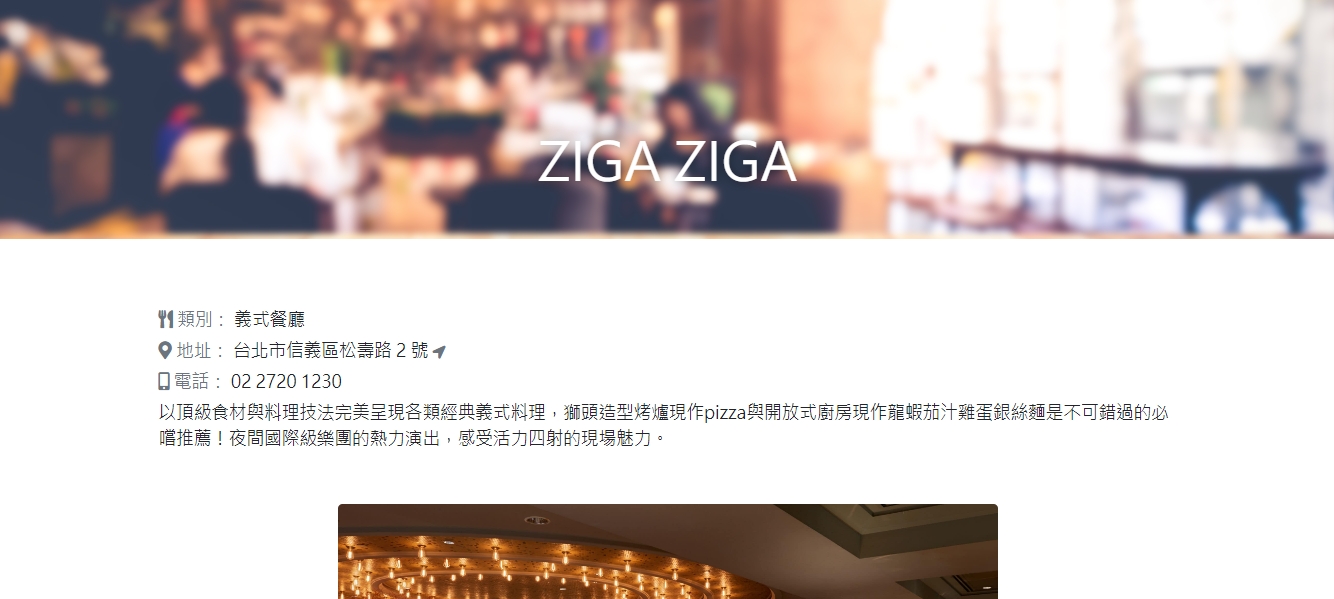 ZIGA ZIGA
類別： 義式餐廳
地址： 台北市信義區松壽路 2 號
電話： 02 2720 1230
以頂級食材與料理技法完美呈現各類經典義式料理，獅頭造型烤爐現作pizza與開放式廚房現作龍蝦茄汁雞蛋銀絲麵是不可錯過的必
嚐推薦！夜間國際級樂團的熱力演出，感受活力四射的現場魅力。